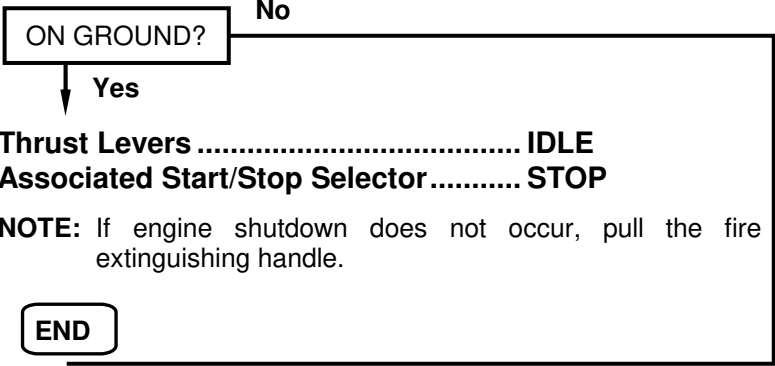 No
ON GROUND?
Yes
Thrust Levers ....................................... IDLE
Associated Start/Stop Selector........... STOP
NOTE: If engine shutdown does not occur, pull the fire
extinguishing handle.
END